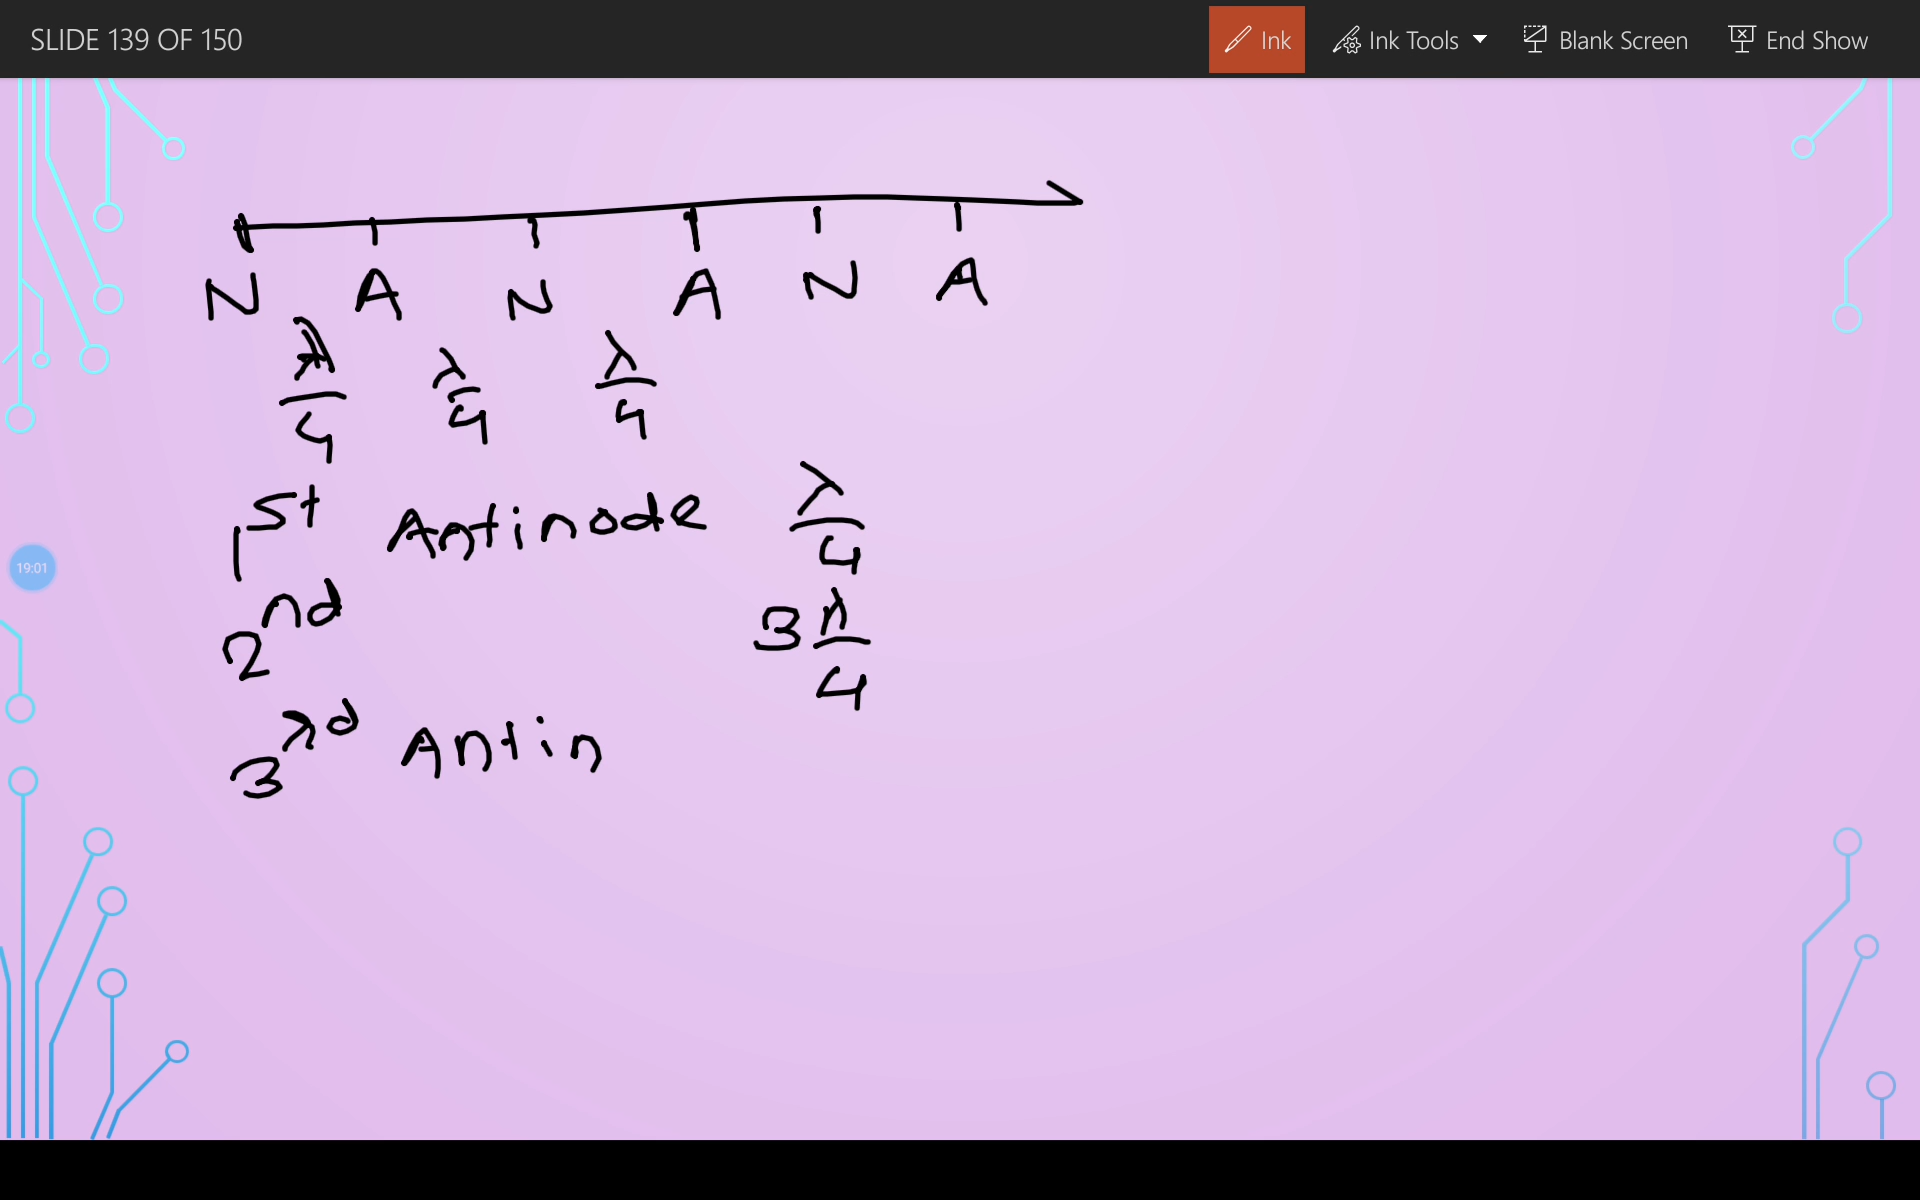 SLIDE 139 OF 150 Ink Ink Tools Blank Screen End Show
N A N A N A
λ/4 λ/4 λ/4
1st Antinode λ/4
19:01
2nd 3λ/4
3rd Antin